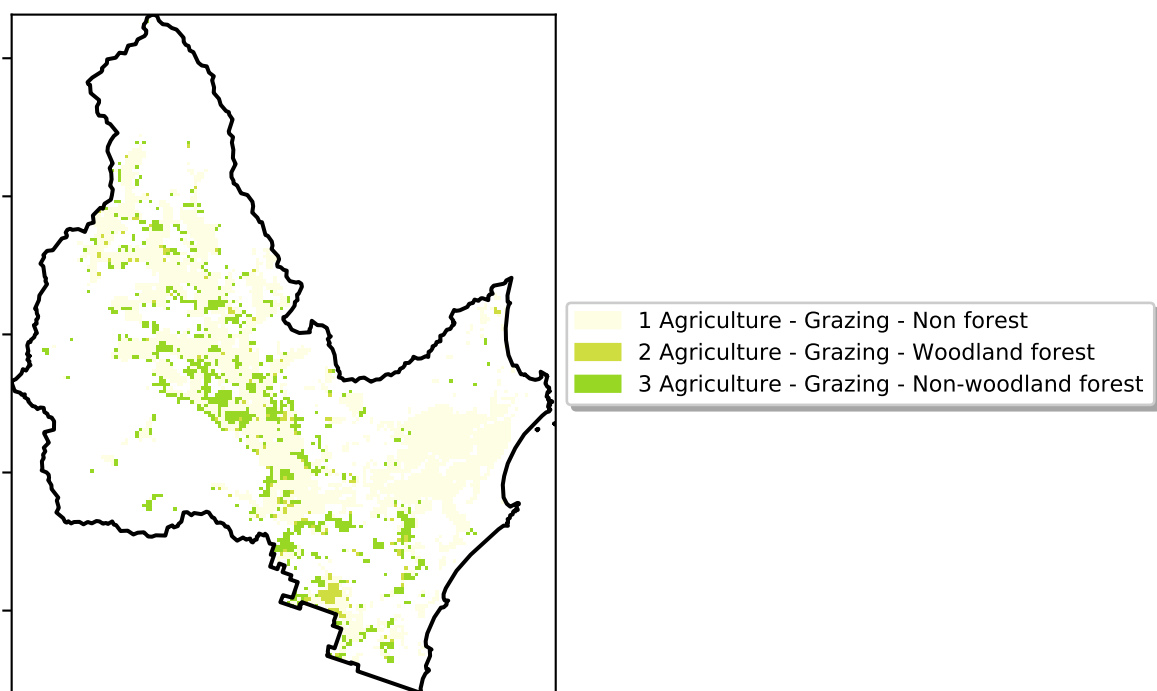 1 Agriculture - Grazing - Non forest
2 Agriculture - Grazing - Woodland forest
3 Agriculture - Grazing - Non-woodland forest